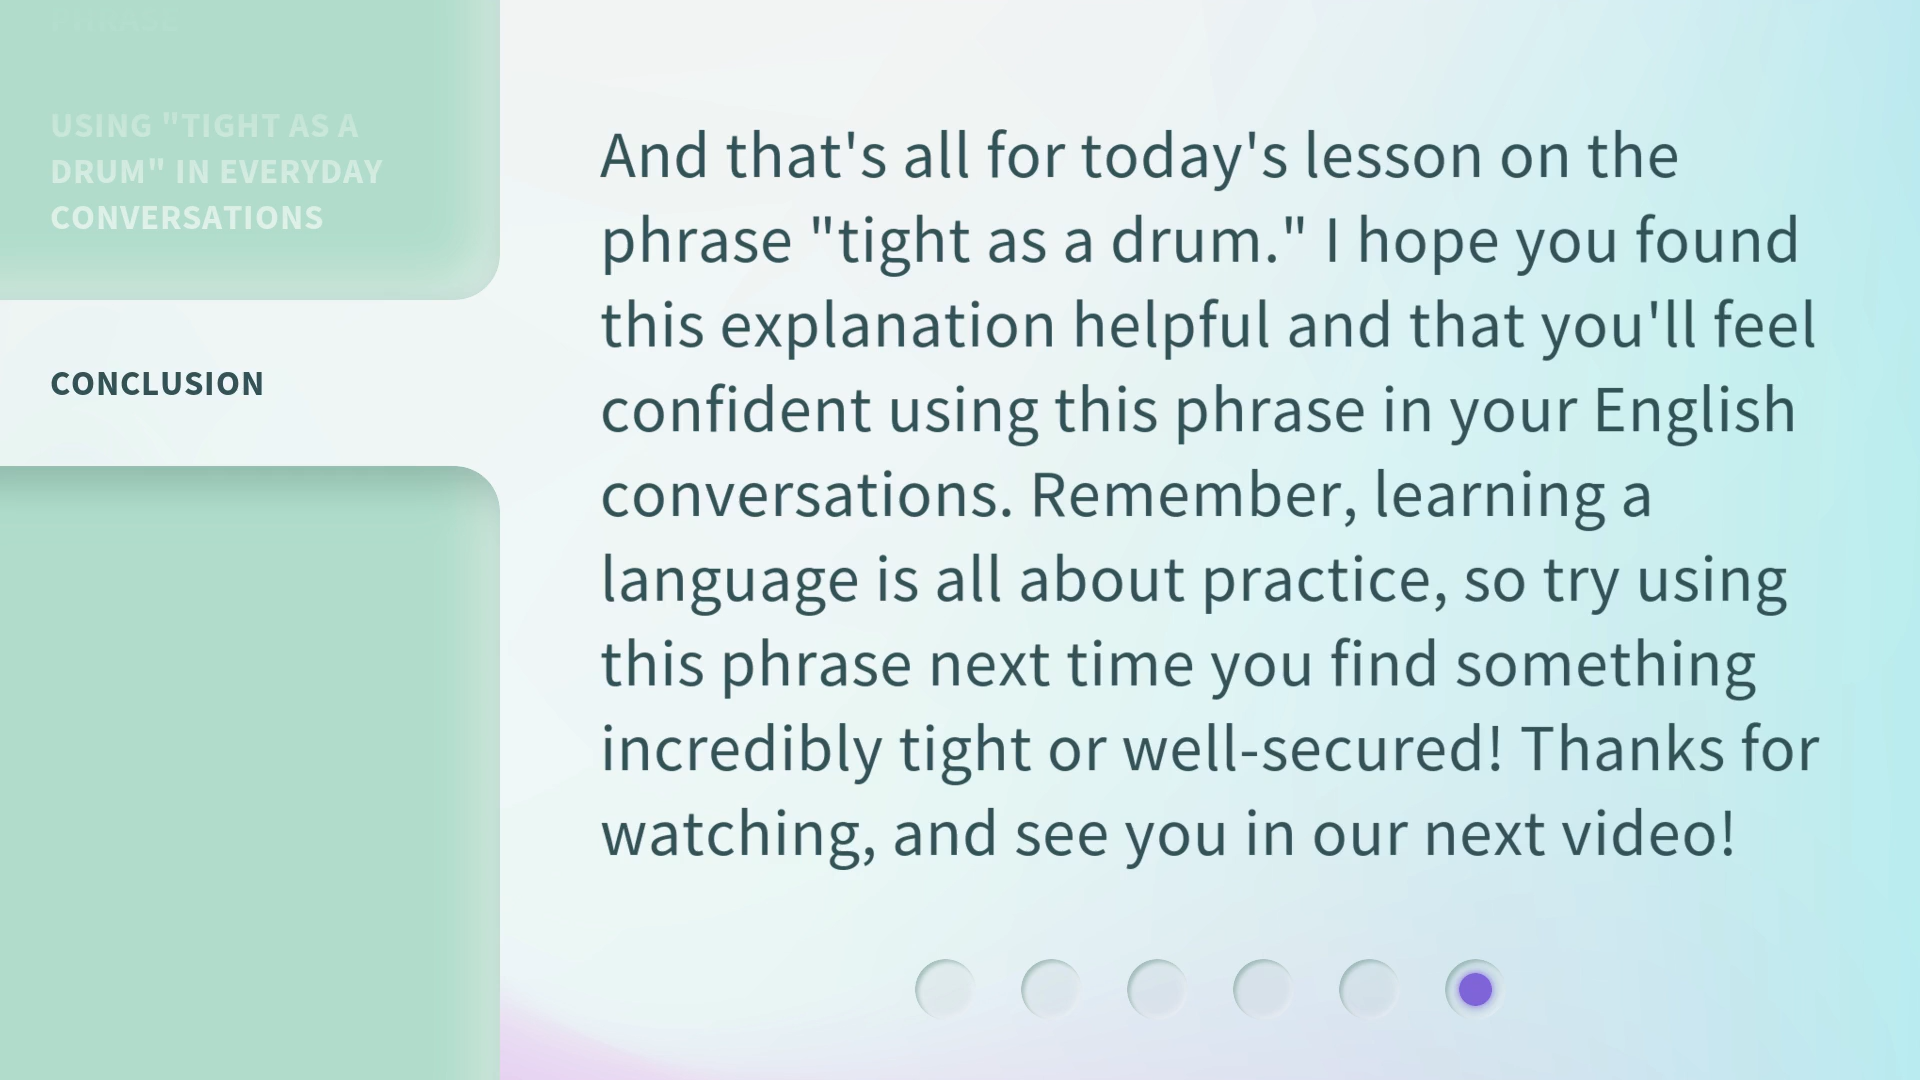 PHRASE
USING "TIGHT AS A
DRUM" IN EVERYDAY
CONVERSATIONS
CONCLUSION
And that's all for today's lesson on the
phrase "tight as a drum." I hope you found
this explanation helpful and that you'll feel
confident using this phrase in your English
conversations. Remember, learning a
language is all about practice, so try using
this phrase next time you find something
incredibly tight or well-secured! Thanks for
watching, and see you in our next video!